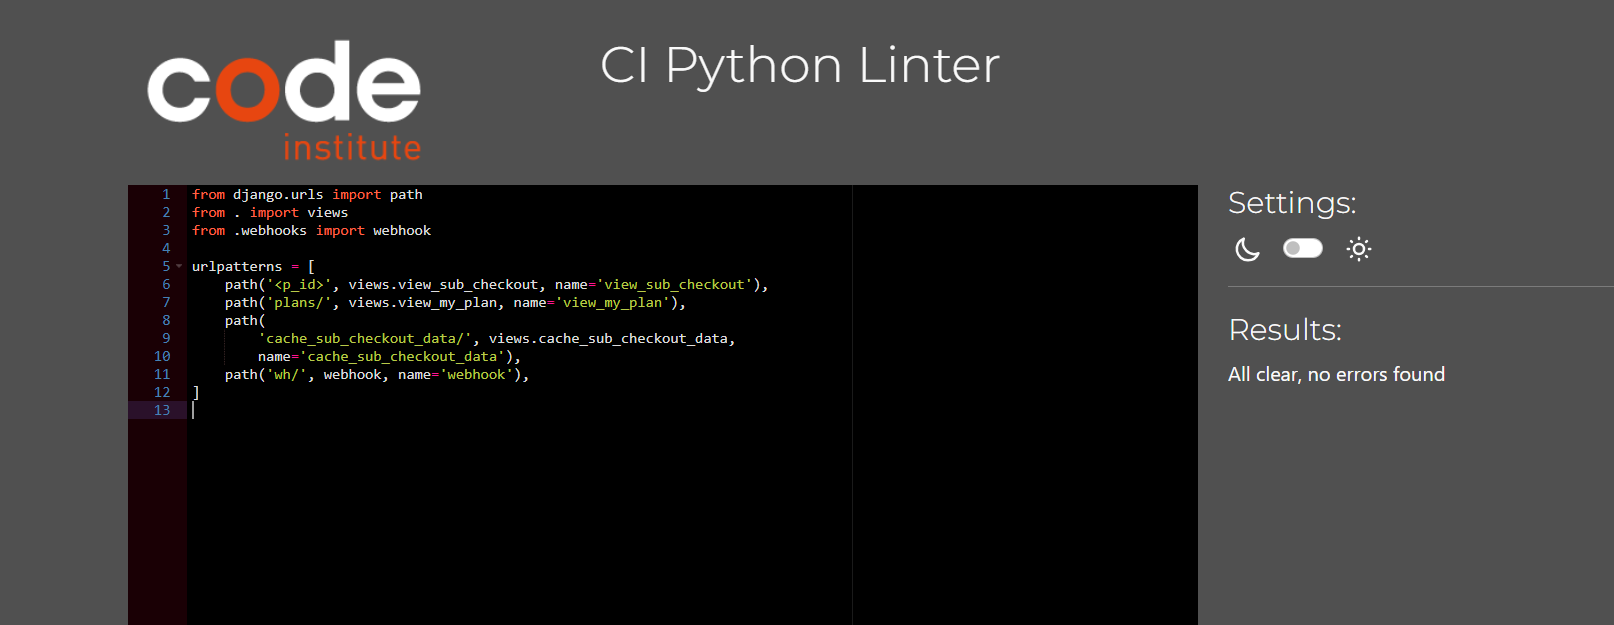 code
institute
CI Python Linter
1 from django.urls import path
2 from . import views
3 from .webhooks import webhook
4
5 urlpatterns = [
6     path('<p_id>', views.view_sub_checkout, name='view_sub_checkout'),
7     path('plans/', views.view_my_plan, name='view_my_plan'),
8     path(
9         'cache_sub_checkout_data/', views.cache_sub_checkout_data,
10         name='cache_sub_checkout_data'),
11     path('wh/', webhook, name='webhook'),
12 ]
13
Settings:
Results:
All clear, no errors found